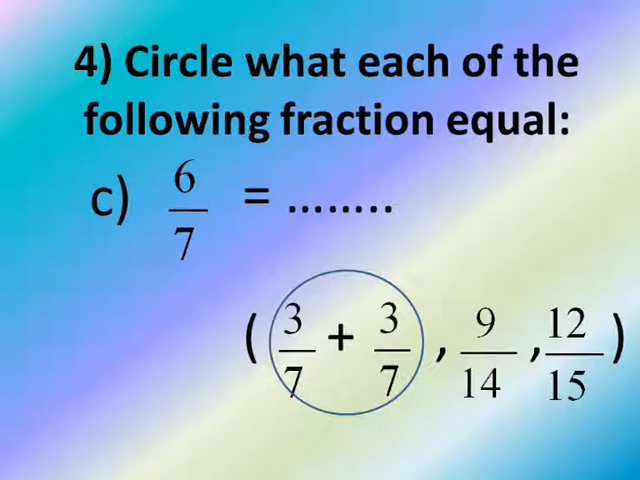 4) Circle what each of the
following fraction equal:
c) 6/7 = ........
( 3/7 + 3/7 , 9/14 , 12/15 )